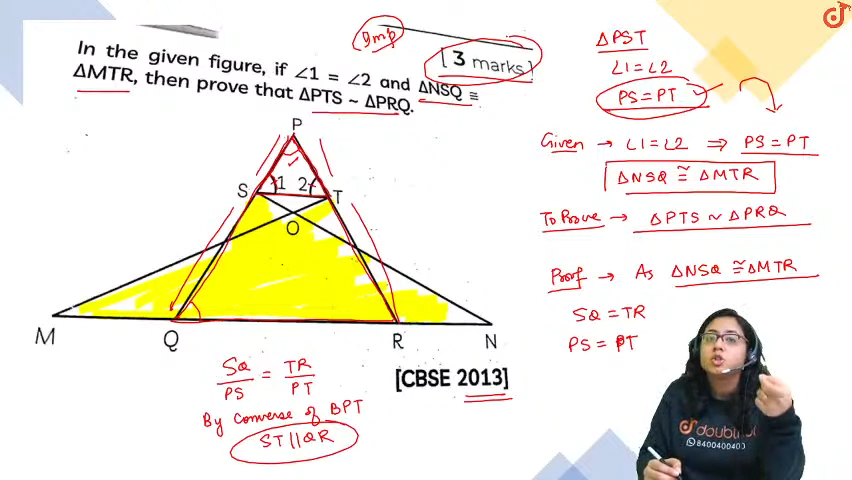 Imp
[ 3 marks]
In the given figure, if ∠1 = ∠2 and ΔNSQ ≅
ΔMTR, then prove that ΔPTS ~ ΔPRQ.
P
S 1 2 T
O
M Q R N
[CBSE 2013]
SQ/PS = TR/PT
By Converse of BPT
ST || QR
ΔPST
∠1 = ∠2
PS = PT
Given → ∠1 = ∠2 ⇒ PS = PT
ΔNSQ ≅ ΔMTR
To Prove → ΔPTS ~ ΔPRQ
Proof → As ΔNSQ ≅ ΔMTR
SQ = TR
PS = PT
doubtnut
8400400400